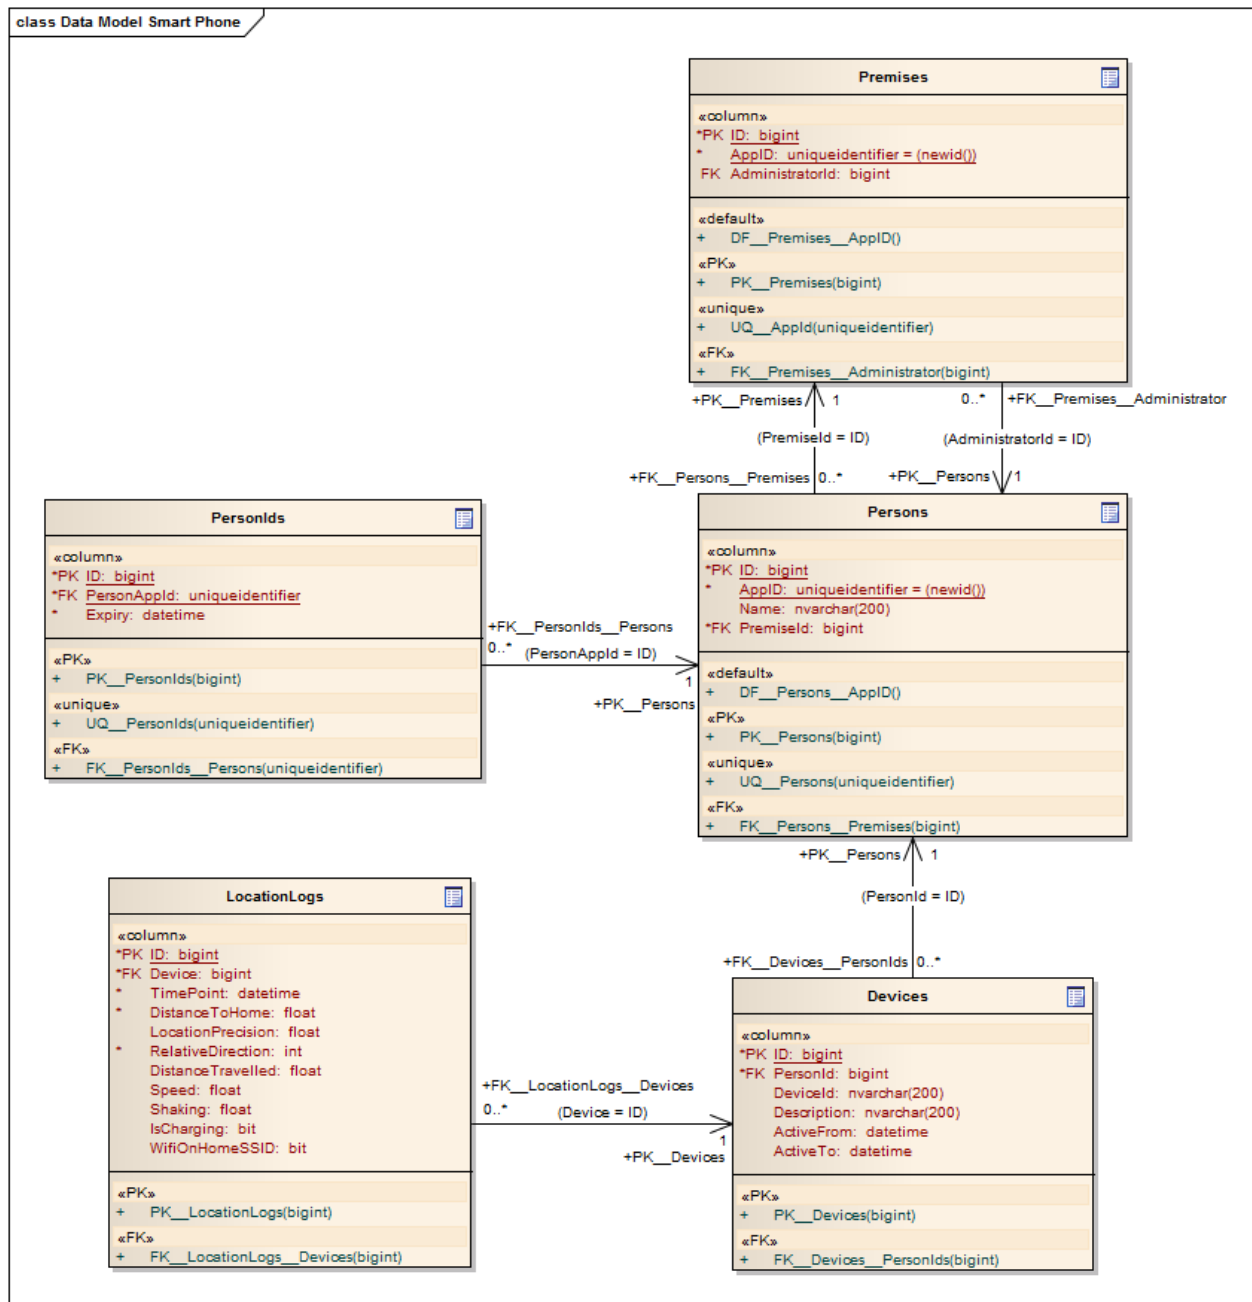 class Data Model Smart Phone
Premises
«column»
*PK ID: bigint
* AppID: uniqueidentifier = (newid())
FK AdministratorId: bigint
«default»
+ DF__Premises__AppID()
«PK»
+ PK__Premises(bigint)
«unique»
+ UQ__AppId(uniqueidentifier)
«FK»
+ FK__Premises__Administrator(bigint)
+PK__Premises 1
0..* +FK__Premises__Administrator
(PremiseId = ID)
(AdministratorId = ID)
+FK__Persons__Premises 0..*
+PK__Persons 1
PersonIds
«column»
*PK ID: bigint
*FK PersonAppId: uniqueidentifier
* Expiry: datetime
«PK»
+ PK__PersonIds(bigint)
«unique»
+ UQ__PersonIds(uniqueidentifier)
«FK»
+ FK__PersonIds__Persons(uniqueidentifier)
+FK__PersonIds__Persons
0..* (PersonAppId = ID)
1
+PK__Persons
Persons
«column»
*PK ID: bigint
* AppID: uniqueidentifier = (newid())
Name: nvarchar(200)
*FK PremiseId: bigint
«default»
+ DF__Persons__AppID()
«PK»
+ PK__Persons(bigint)
«unique»
+ UQ__Persons(uniqueidentifier)
«FK»
+ FK__Persons__Premises(bigint)
+PK__Persons 1
(PersonId = ID)
+FK__Devices__PersonIds 0..*
LocationLogs
«column»
*PK ID: bigint
*FK Device: bigint
* TimePoint: datetime
* DistanceToHome: float
LocationPrecision: float
* RelativeDirection: int
DistanceTravelled: float
Speed: float
Shaking: float
IsCharging: bit
WifiOnHomeSSID: bit
«PK»
+ PK__LocationLogs(bigint)
«FK»
+ FK__LocationLogs__Devices(bigint)
+FK__LocationLogs__Devices
0..* (Device = ID)
1
+PK__Devices
Devices
«column»
*PK ID: bigint
*FK PersonId: bigint
DeviceId: nvarchar(200)
Description: nvarchar(200)
ActiveFrom: datetime
ActiveTo: datetime
«PK»
+ PK__Devices(bigint)
«FK»
+ FK__Devices__PersonIds(bigint)